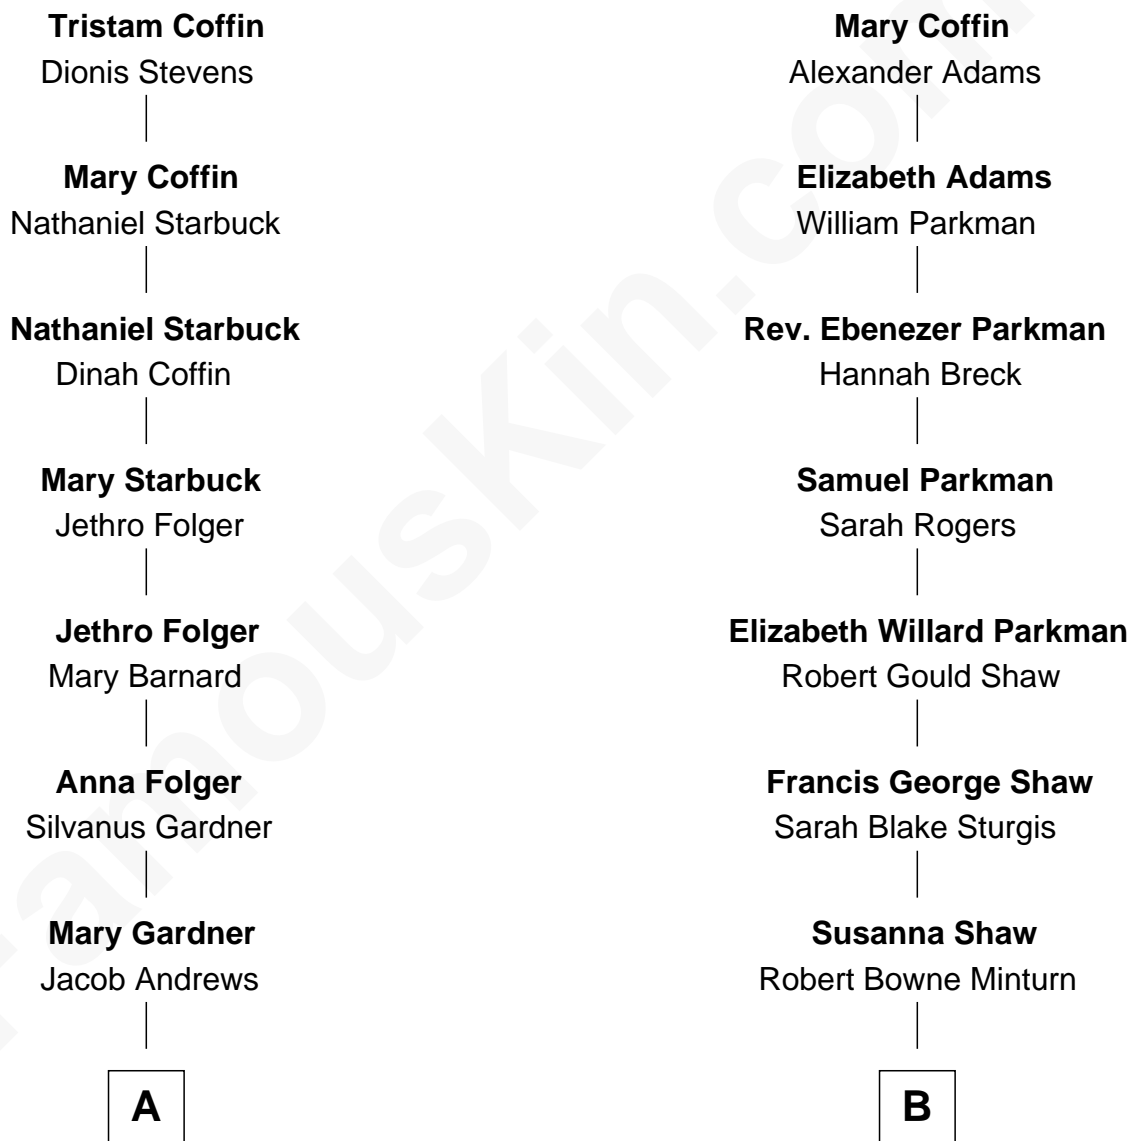 Tristam Coffin
Dionis Stevens
Mary Coffin
Nathaniel Starbuck
Nathaniel Starbuck
Dinah Coffin
Mary Starbuck
Jethro Folger
Jethro Folger
Mary Barnard
Anna Folger
Silvanus Gardner
Mary Gardner
Jacob Andrews
A
Mary Coffin
Alexander Adams
Elizabeth Adams
William Parkman
Rev. Ebenezer Parkman
Hannah Breck
Samuel Parkman
Sarah Rogers
Elizabeth Willard Parkman
Robert Gould Shaw
Francis George Shaw
Sarah Blake Sturgis
Susanna Shaw
Robert Bowne Minturn
B
FamousKin.com